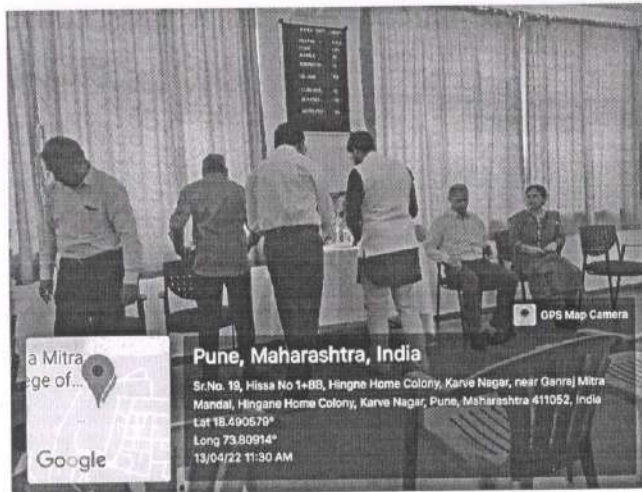 GPS Map Camera
a Mitra
ege of...
Google
Pune, Maharashtra, India
Sr.No. 19, Hissa No 1+8B, Hingne Home Colony, Karve Nagar, near Ganraj Mitra
Mandal, Hingane Home Colony, Karve Nagar, Pune, Maharashtra 411052, India
Lat 18.490579°
Long 73.80914°
13/04/22 11:30 AM